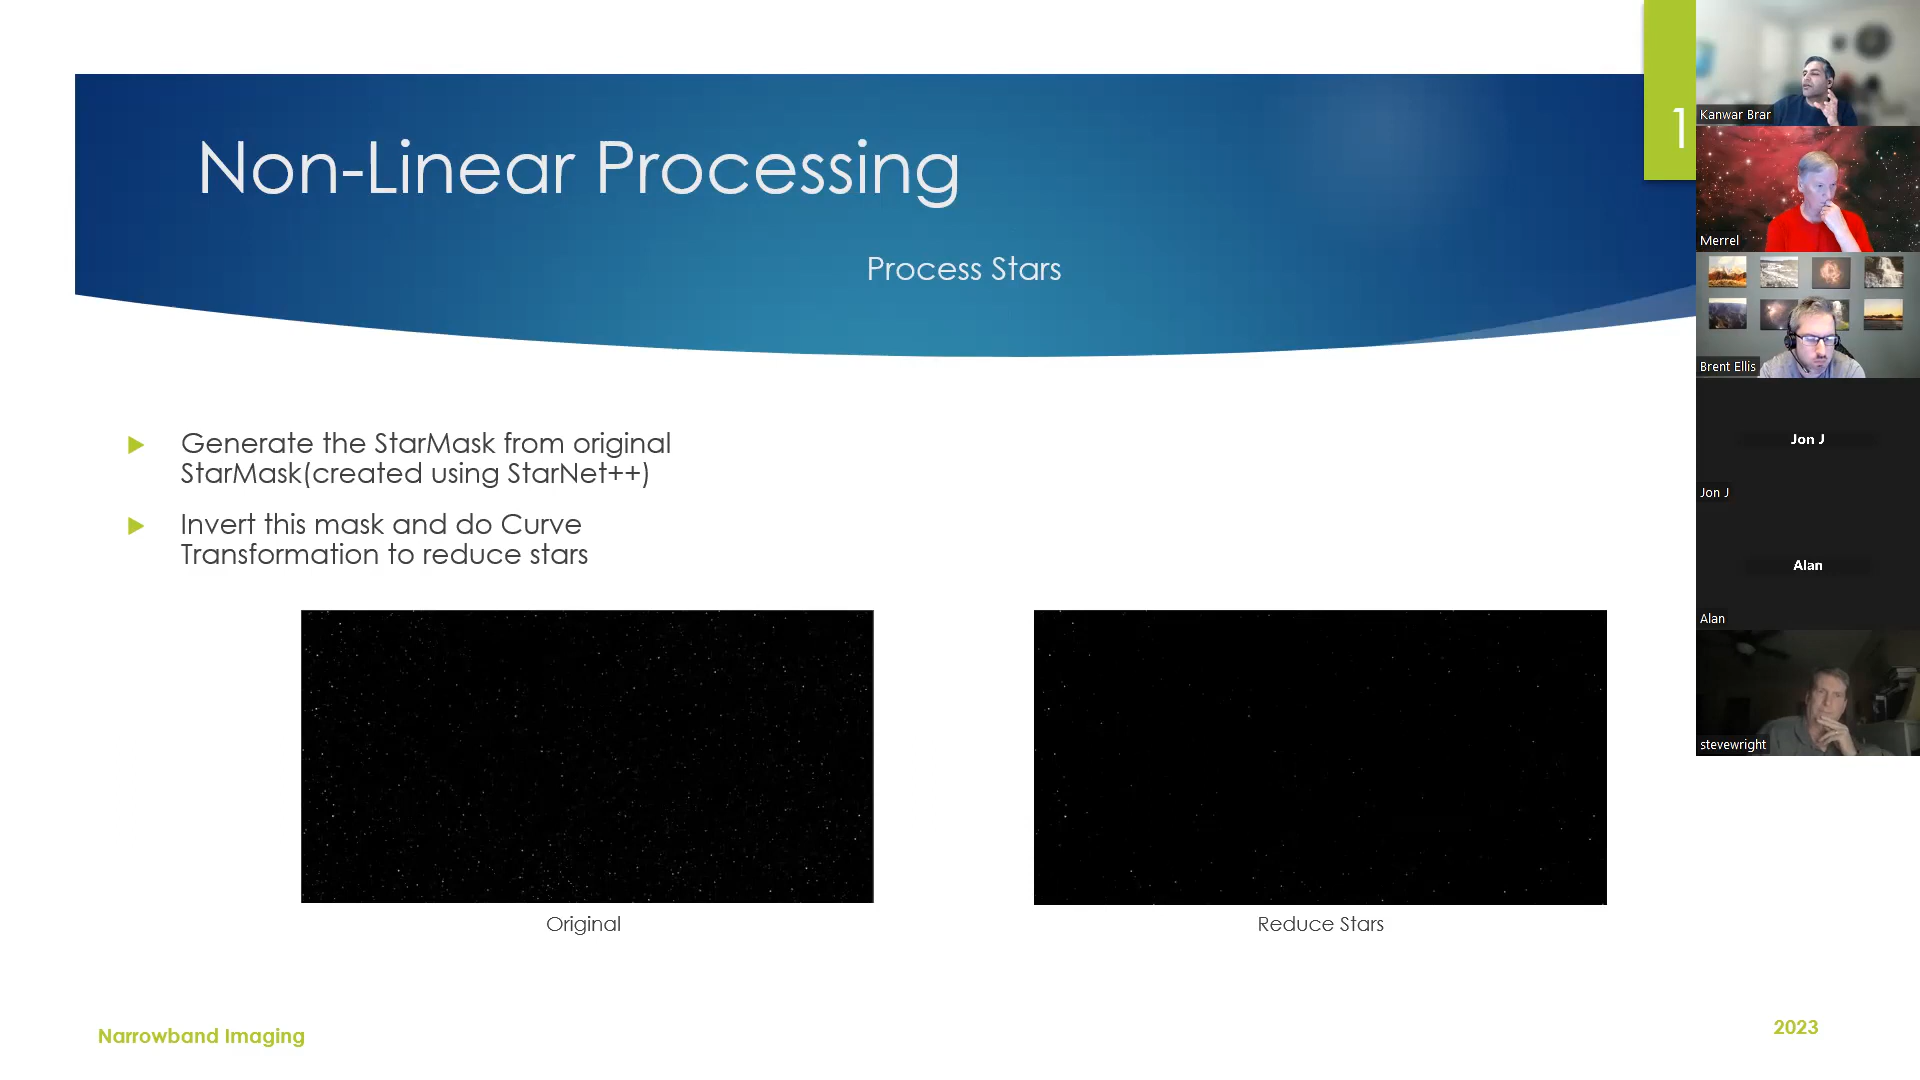 Non-Linear Processing
Process Stars
1
Generate the StarMask from original
StarMask(created using StarNet++)
Invert this mask and do Curve
Transformation to reduce stars
Original
Reduce Stars
Narrowband Imaging
2023
Kanwar Brar
Merrel
Brent Ellis
Jon J
Jon J
Alan
Alan
stevewright